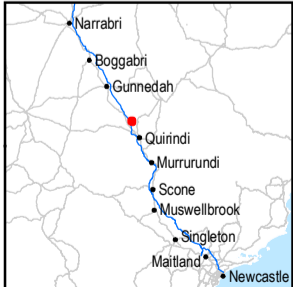 Narrabri
Boggabri
Gunnedah
Quirindi
Murrurundi
Scone
Muswellbrook
Singleton
Maitland
Newcastle